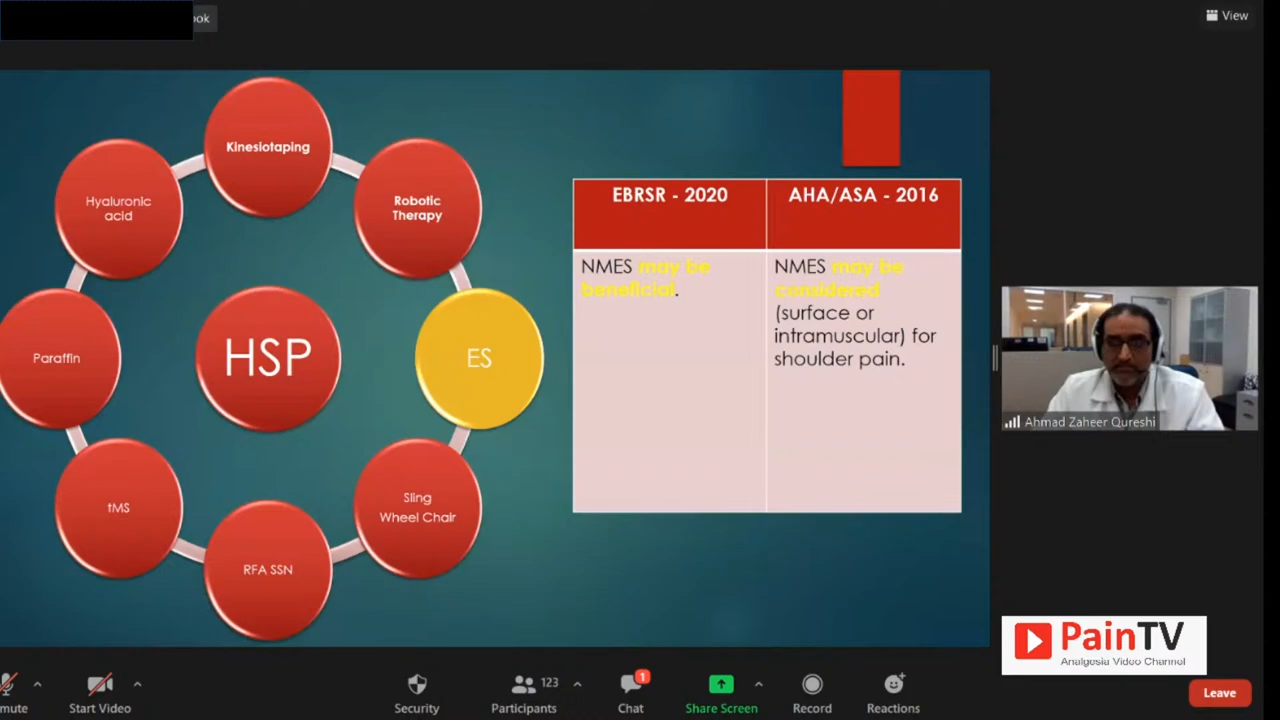 ook
View
Kinesiotaping
Hyaluronic
acid
Robotic
Therapy
Paraffin
HSP
ES
tMS
Sling
Wheel Chair
RFA SSN
EBRSR - 2020
AHA/ASA - 2016
NMES may be
beneficial.
NMES may be
considered
(surface or
intramuscular) for
shoulder pain.
Ahmad Zaheer Qureshi
PainTV
Analgesia Video Channel
mute
Start Video
Security
123
Participants
1
Chat
Share Screen
Record
Reactions
Leave